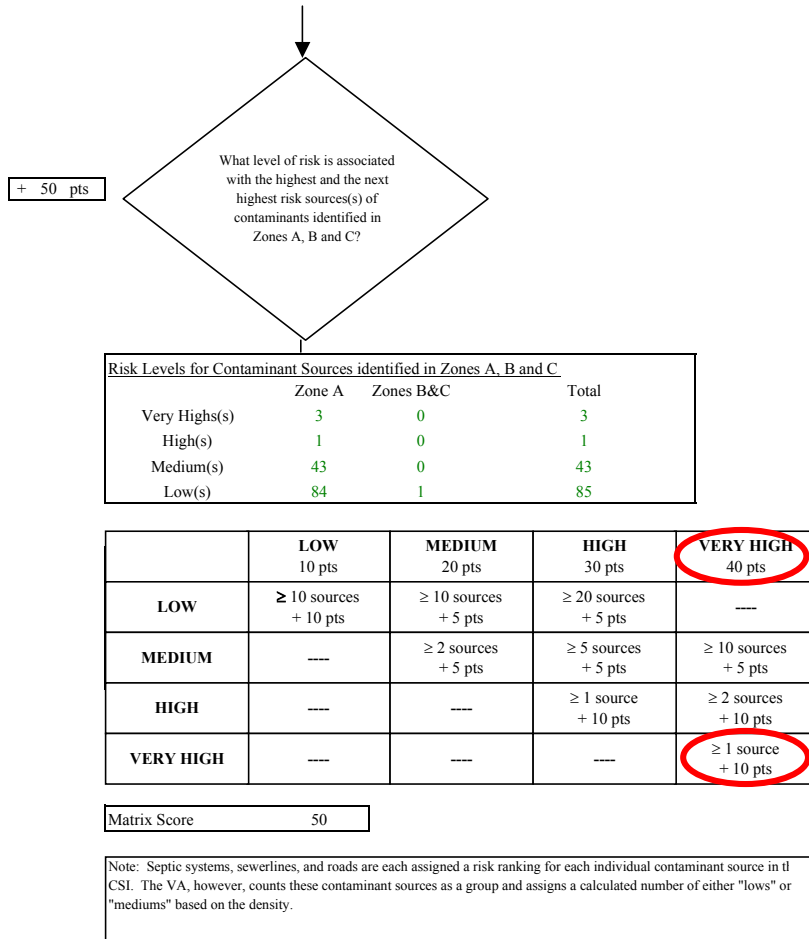 What level of risk is associated
with the highest and the next
highest risk sources(s) of
contaminants identified in
Zones A, B and C?
+ 50 pts
Risk Levels for Contaminant Sources identified in Zones A, B and C
Zone A Zones B&C Total
Very Highs(s) 3 0 3
High(s) 1 0 1
Medium(s) 43 0 43
Low(s) 84 1 85
LOW MEDIUM HIGH VERY HIGH
10 pts 20 pts 30 pts 40 pts
LOW ≥ 10 sources + 10 pts ≥ 10 sources + 5 pts ≥ 20 sources + 5 pts ----
MEDIUM ---- ≥ 2 sources + 5 pts ≥ 5 sources + 5 pts ≥ 10 sources + 5 pts
HIGH ---- ---- ≥ 1 source + 10 pts ≥ 2 sources + 10 pts
VERY HIGH ---- ---- ---- ≥ 1 source + 10 pts
Matrix Score 50
Note: Septic systems, sewerlines, and roads are each assigned a risk ranking for each individual contaminant source in
CSI. The VA, however, counts these contaminant sources as a group and assigns a calculated number of either "lows" or
"mediums" based on the density.